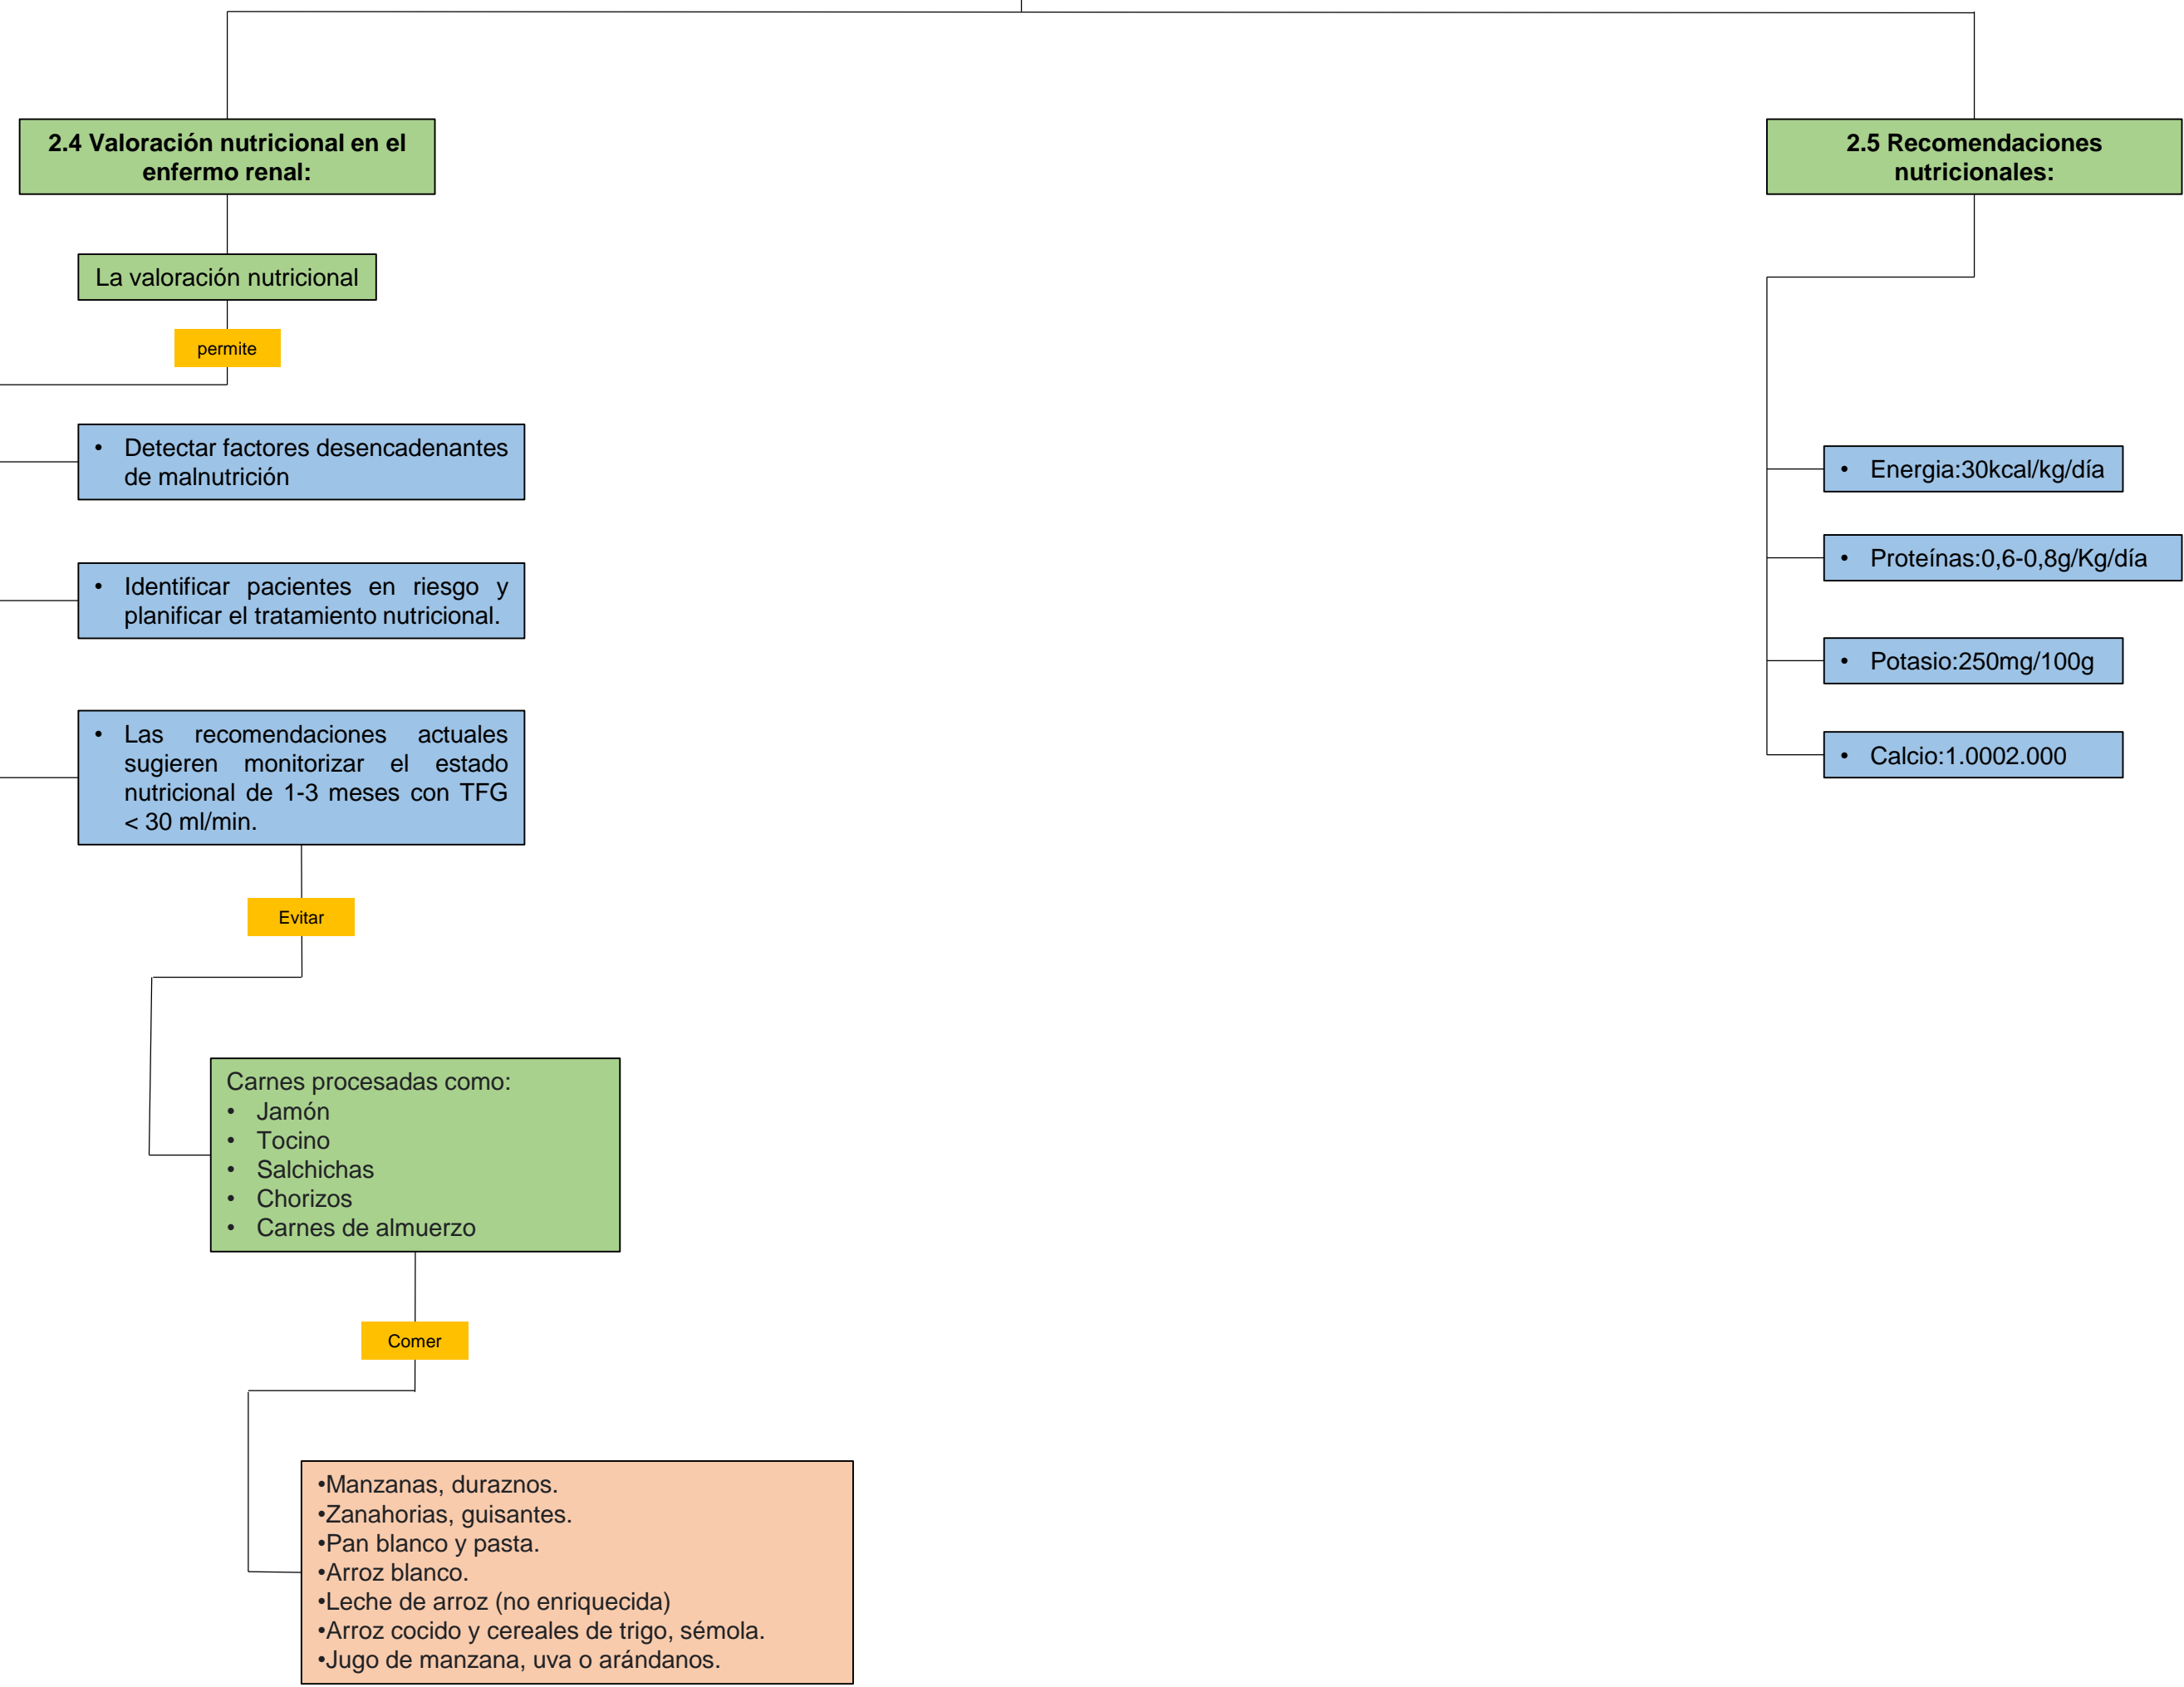 2.4 Valoración nutricional en el
enfermo renal:
La valoración nutricional
permite
• Detectar factores desencadenantes
de malnutrición
• Identificar pacientes en riesgo y
planificar el tratamiento nutricional.
• Las recomendaciones actuales
sugieren monitorizar el estado
nutricional de 1-3 meses con TFG
< 30 ml/min.
Evitar
Carnes procesadas como:
• Jamón
• Tocino
• Salchichas
• Chorizos
• Carnes de almuerzo
Comer
•Manzanas, duraznos.
•Zanahorias, guisantes.
•Pan blanco y pasta.
•Arroz blanco.
•Leche de arroz (no enriquecida)
•Arroz cocido y cereales de trigo, sémola.
•Jugo de manzana, uva o arándanos.
2.5 Recomendaciones
nutricionales:
• Energia:30kcal/kg/día
• Proteínas:0,6-0,8g/Kg/día
• Potasio:250mg/100g
• Calcio:1.0002.000